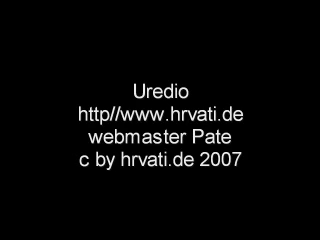 Uredio
http//www.hrvati.de
webmaster Pate
c by hrvati.de 2007